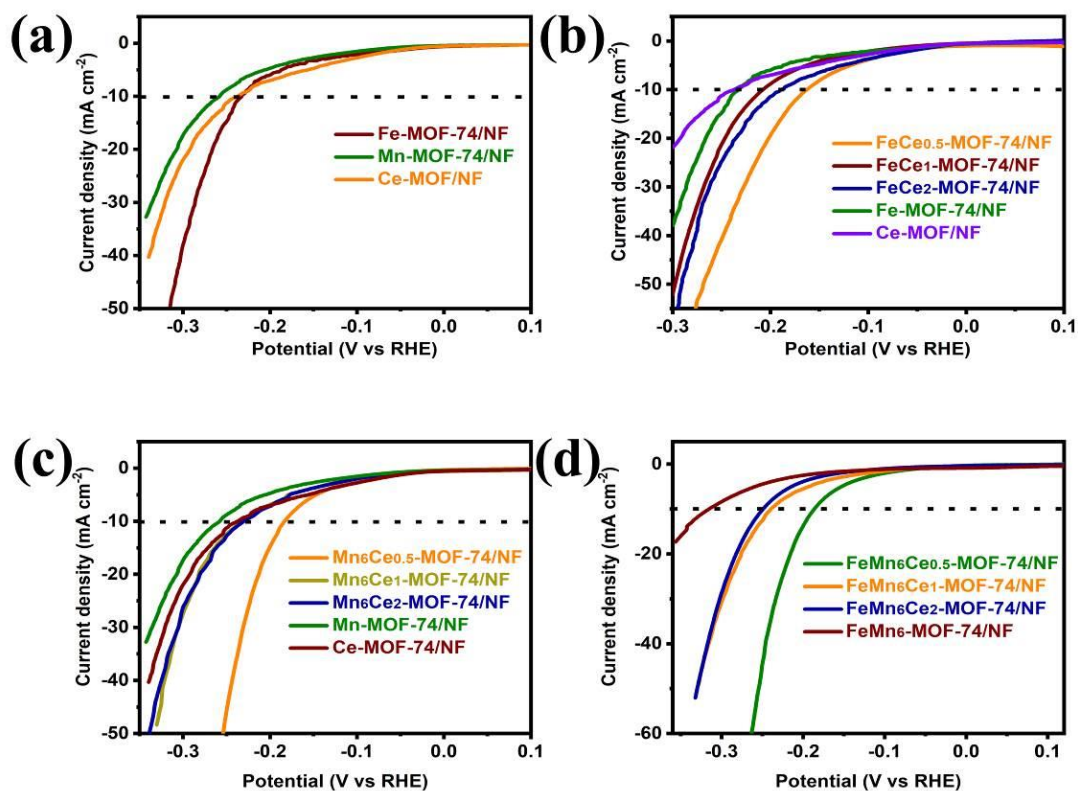 (a)
0
-10
-20
-30
-40
-50
Current density (mA cm-2)
Fe-MOF-74/NF
Mn-MOF-74/NF
Ce-MOF/NF
-0.3 -0.2 -0.1 0.0 0.1
Potential (V vs RHE)
(b)
0
-10
-20
-30
-40
-50
Current density (mA cm-2)
FeCe0.5-MOF-74/NF
FeCe1-MOF-74/NF
FeCe2-MOF-74/NF
Fe-MOF-74/NF
Ce-MOF/NF
-0.3 -0.2 -0.1 0.0 0.1
Potential (V vs RHE)
(c)
0
-10
-20
-30
-40
-50
Current density (mA cm-2)
Mn6Ce0.5-MOF-74/NF
Mn6Ce1-MOF-74/NF
Mn6Ce2-MOF-74/NF
Mn-MOF-74/NF
Ce-MOF-74/NF
-0.3 -0.2 -0.1 0.0 0.1
Potential (V vs RHE)
(d)
0
-20
-40
-60
Current density (mA cm-2)
FeMn6Ce0.5-MOF-74/NF
FeMn6Ce1-MOF-74/NF
FeMn6Ce2-MOF-74/NF
FeMn6-MOF-74/NF
-0.3 -0.2 -0.1 0.0 0.1
Potential (V vs RHE)